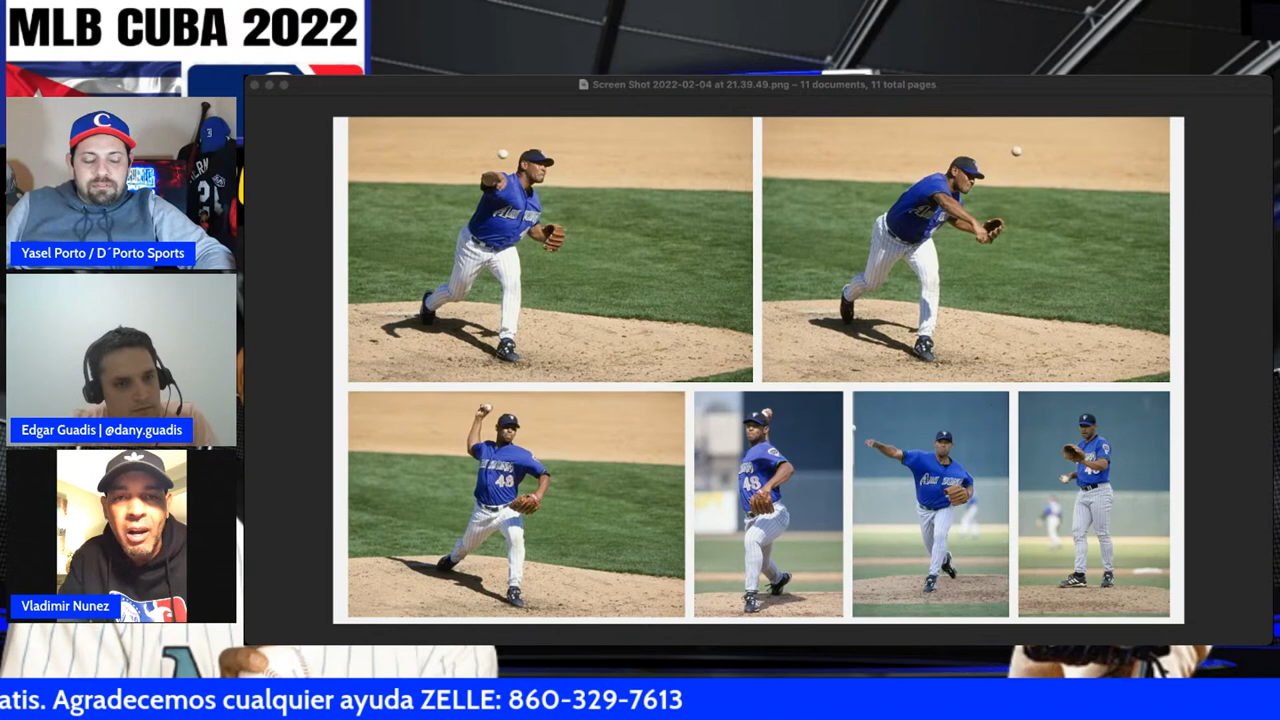 MLB CUBA 2022
Screen Shot 2022-02-04 at 21.39.49.png – 11 documents, 11 total pages
C
Yasel Porto / D´Porto Sports
Edgar Guadis | @dany.guadis
Vladimir Nunez
48
48
atis. Agradecemos cualquier ayuda ZELLE: 860-329-7613